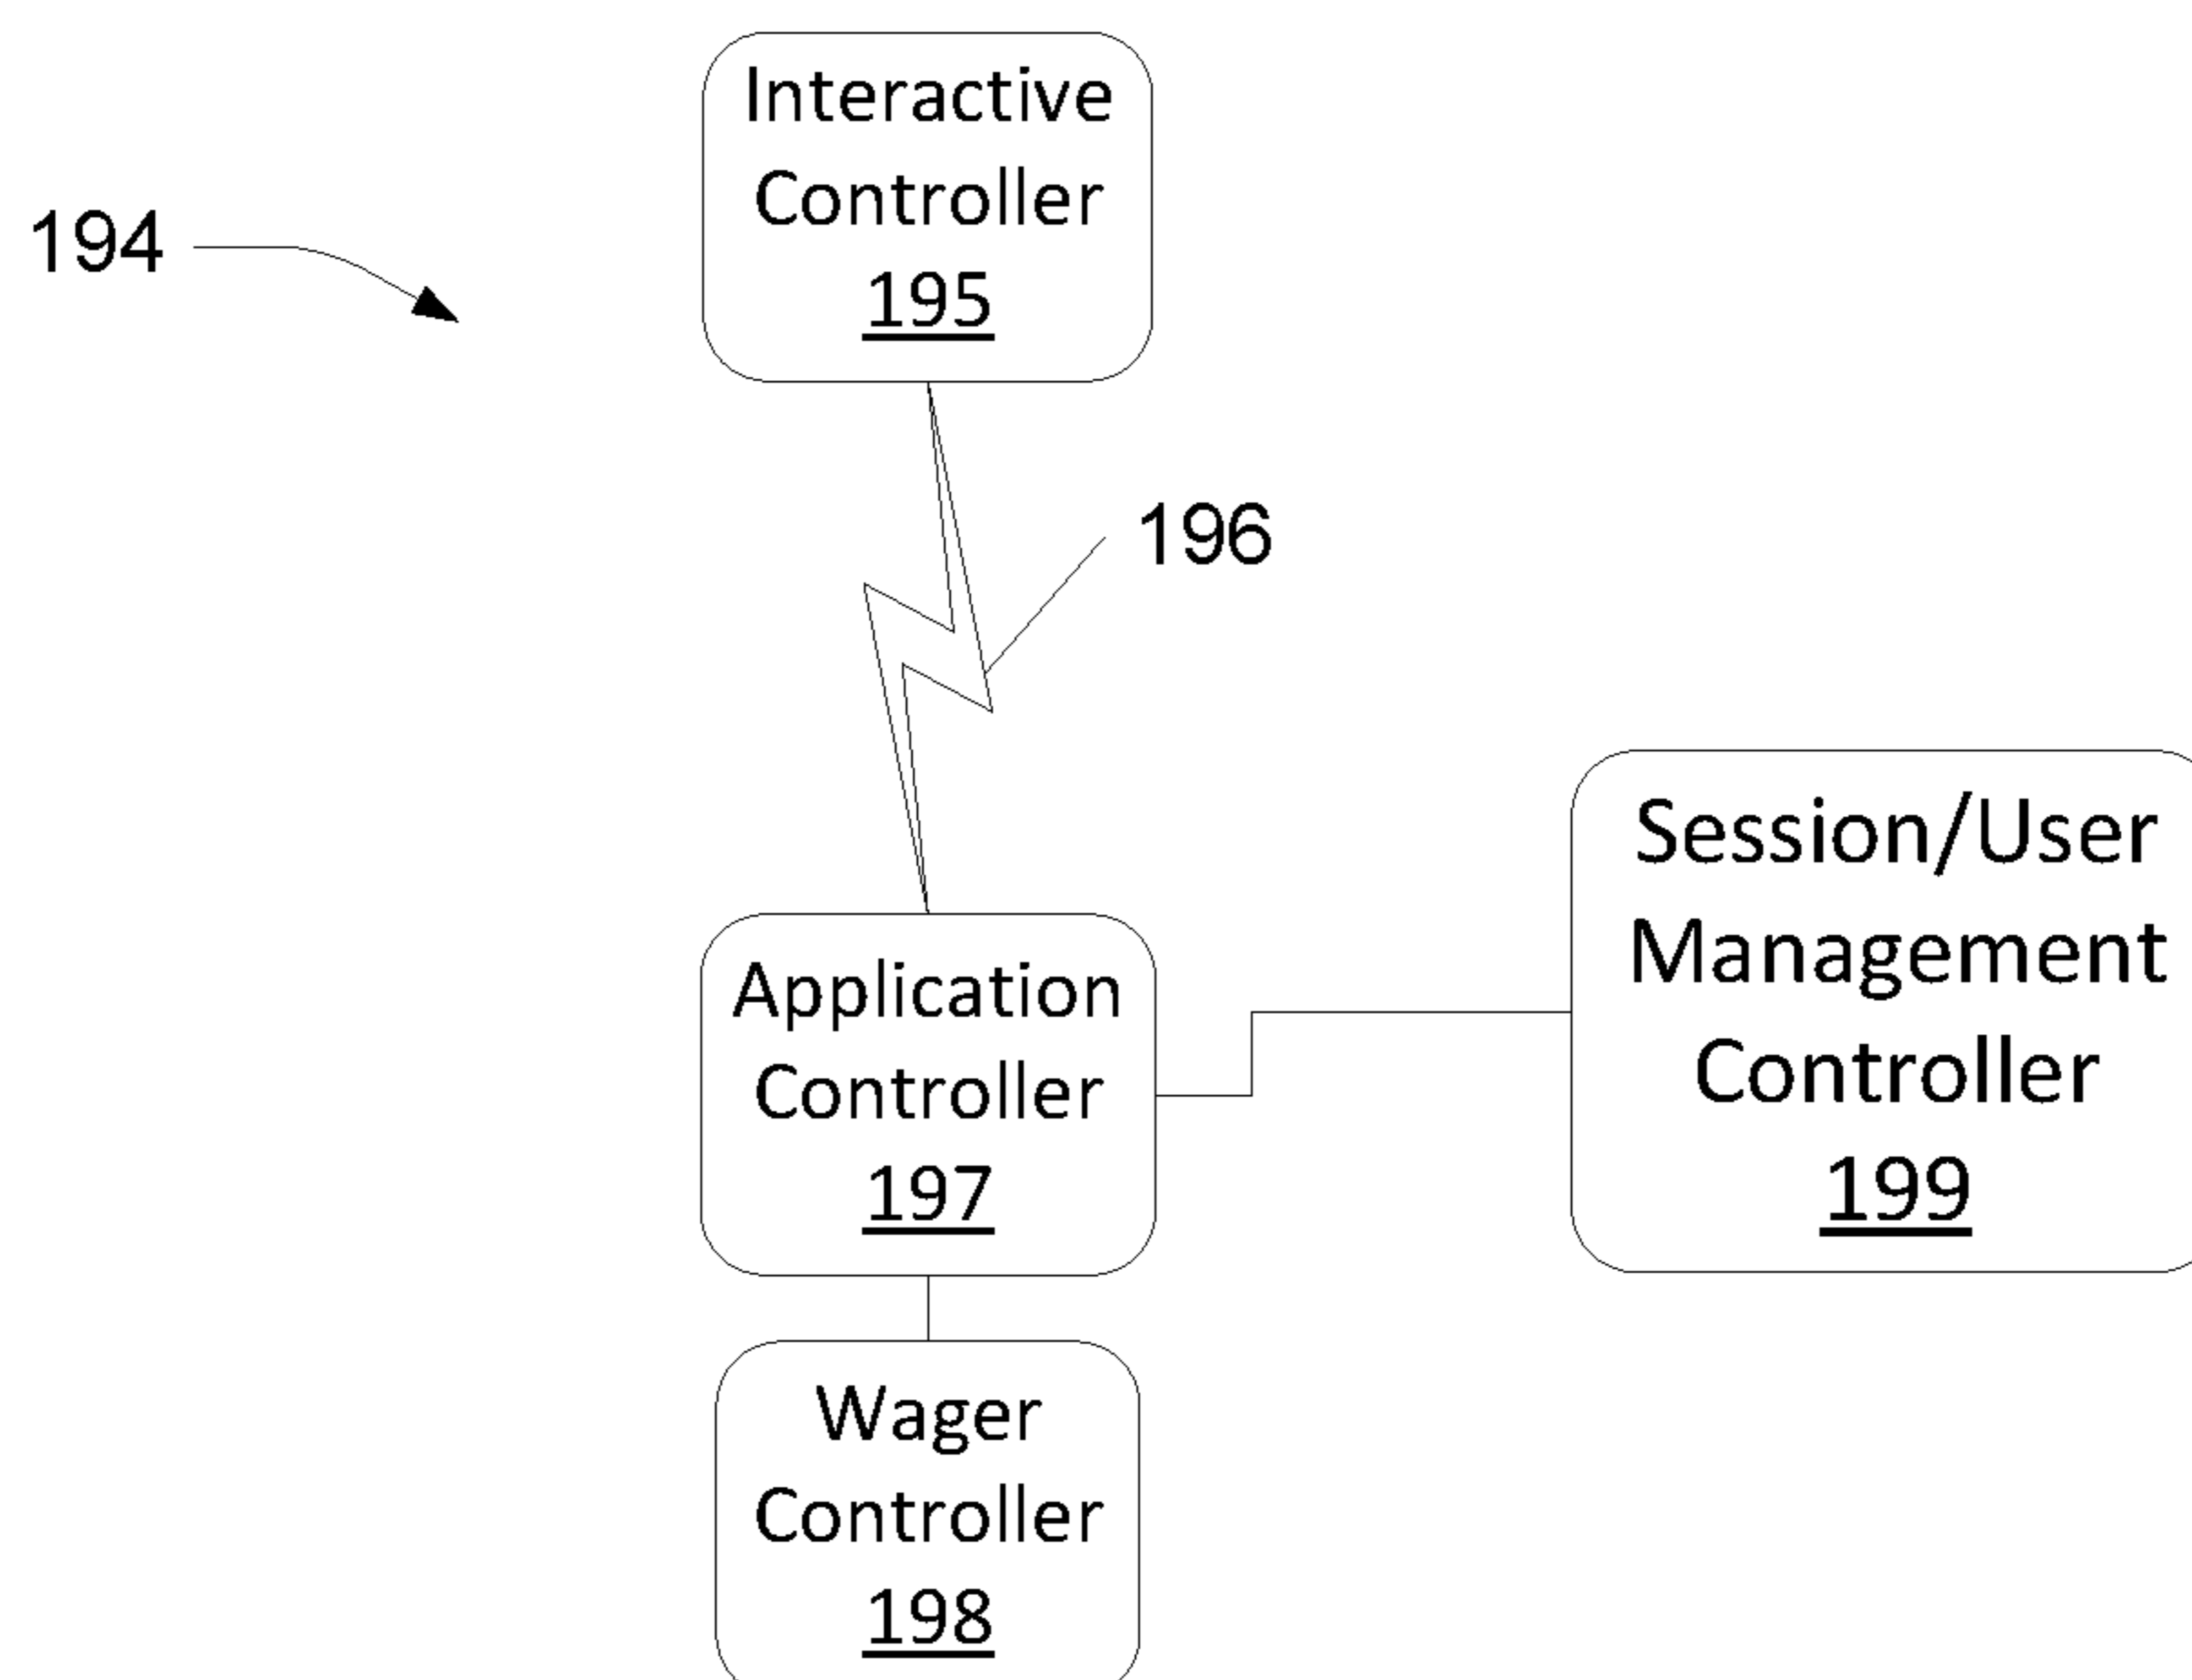 Interactive
Controller
195
194
196
Application
Controller
197
Session/User
Management
Controller
199
Wager
Controller
198